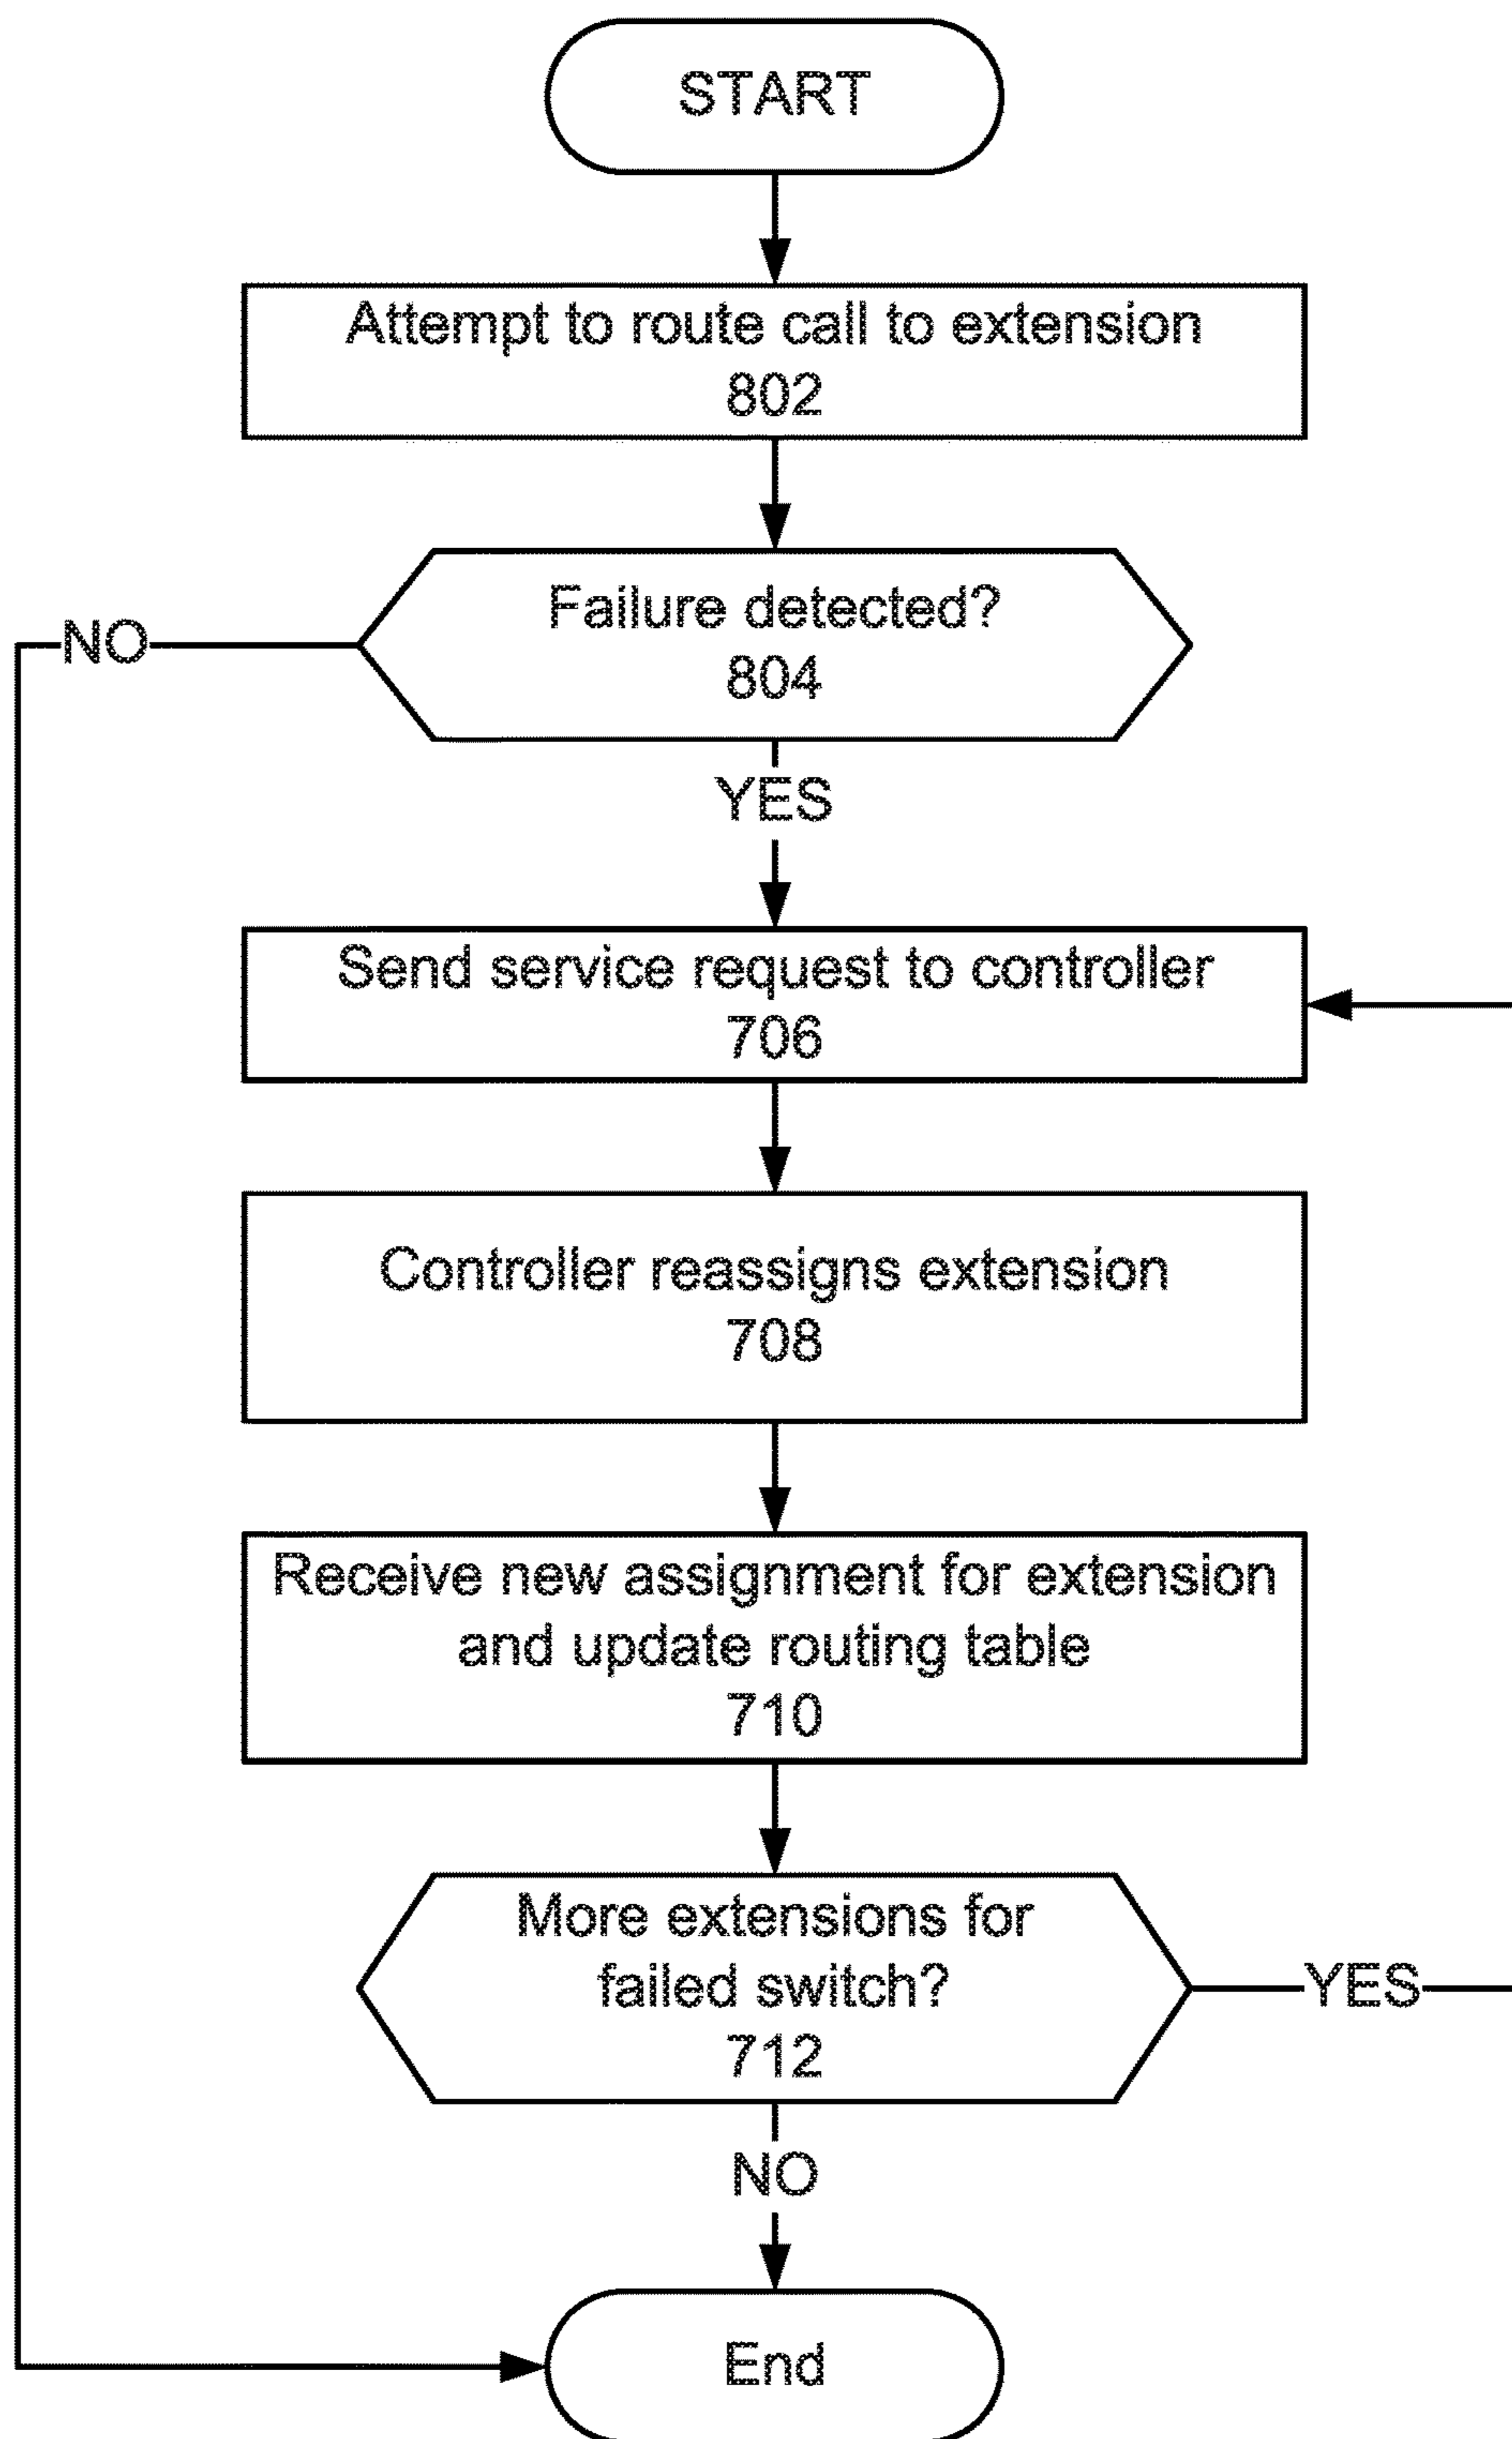 START
Attempt to route call to extension
802
Failure detected?
804
NO
YES
Send service request to controller
706
Controller reassigns extension
708
Receive new assignment for extension
and update routing table
710
More extensions for
failed switch?
712
YES
NO
End